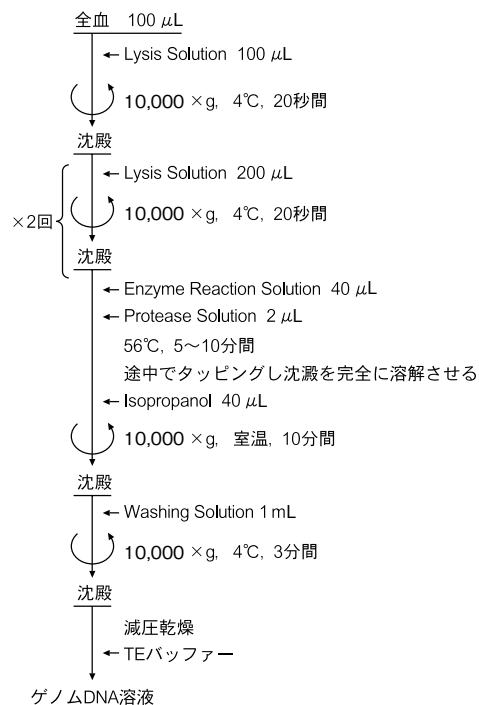 全血 100 μL
Lysis Solution 100 μL
10,000 ×g, 4℃, 20秒間
沈殿
Lysis Solution 200 μL
10,000 ×g, 4℃, 20秒間
×2回
沈殿
Enzyme Reaction Solution 40 μL
Protease Solution 2 μL
56℃, 5～10分間
途中でタッピングし沈澱を完全に溶解させる
Isopropanol 40 μL
10,000 ×g, 室温, 10分間
沈殿
Washing Solution 1 mL
10,000 ×g, 4℃, 3分間
沈殿
減圧乾燥
TEバッファー
ゲノムDNA溶液